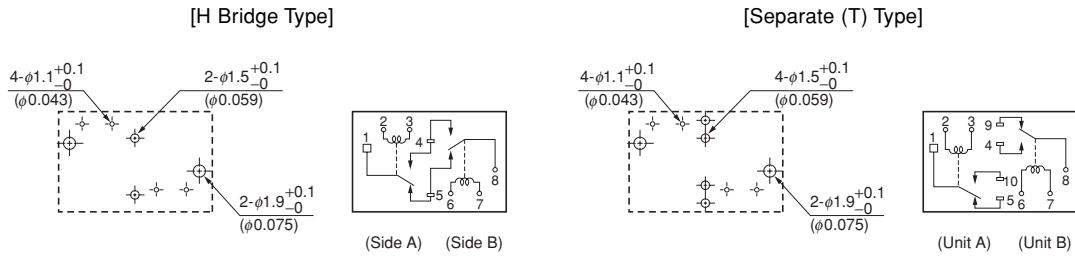 [H Bridge Type]
[Separate (T) Type]
4-ϕ1.1+0.1 -0
(ϕ0.043)
2-ϕ1.5+0.1 -0
(ϕ0.059)
2-ϕ1.9+0.1 -0
(ϕ0.075)
1
2
3
4
5
6
7
8
(Side A)
(Side B)
4-ϕ1.1+0.1 -0
(ϕ0.043)
4-ϕ1.5+0.1 -0
(ϕ0.059)
2-ϕ1.9+0.1 -0
(ϕ0.075)
1
2
3
9
4
10
5
6
7
8
(Unit A)
(Unit B)